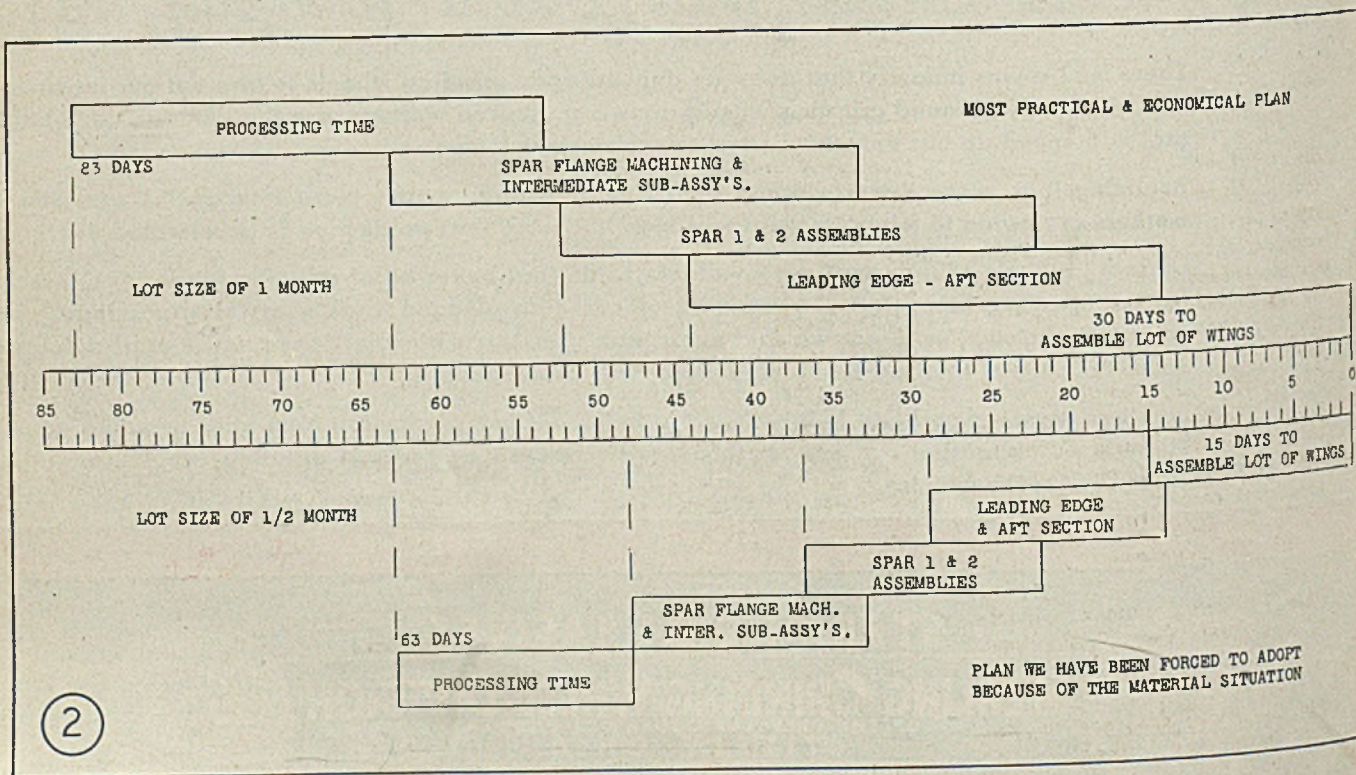 MOST PRACTICAL & ECONOMICAL PLAN
PROCESSING TIME
83 DAYS
SPAR FLANGE MACHINING &
INTERMEDIATE SUB-ASSY'S.
SPAR 1 & 2 ASSEMBLIES
LEADING EDGE - AFT SECTION
LOT SIZE OF 1 MONTH
30 DAYS TO
ASSEMBLE LOT OF WINGS
85 80 75 70 65 60 55 50 45 40 35 30 25 20 15 10 5 0
15 DAYS TO
ASSEMBLE LOT OF WINGS
LOT SIZE OF 1/2 MONTH
LEADING EDGE
& AFT SECTION
SPAR 1 & 2
ASSEMBLIES
SPAR FLANGE MACH.
& INTER. SUB-ASSY'S.
63 DAYS
PROCESSING TIME
PLAN WE HAVE BEEN FORCED TO ADOPT
BECAUSE OF THE MATERIAL SITUATION
2